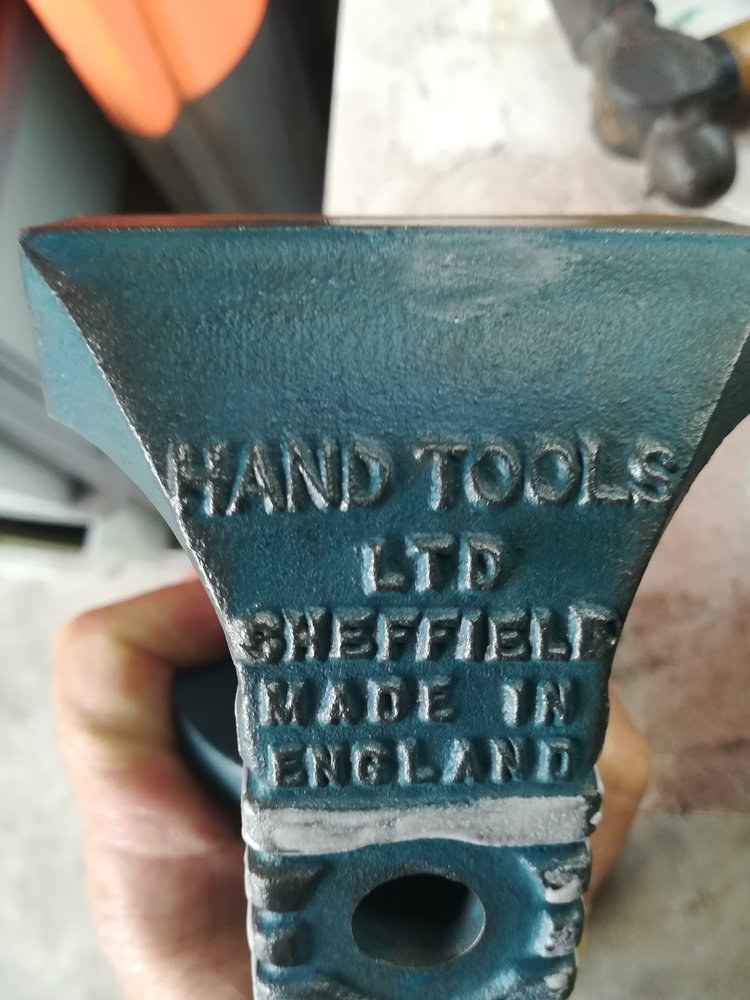 HAND TOOLS
LTD
SHEFFIELD
MADE IN
ENGLAND